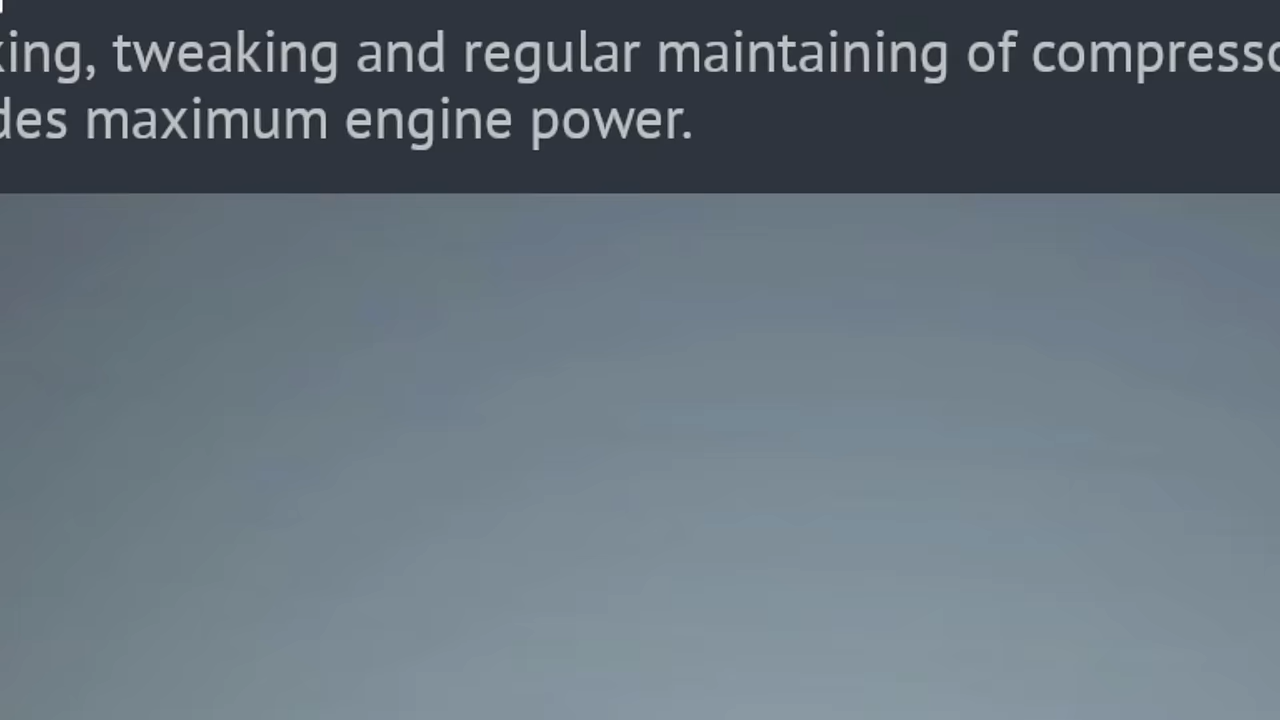 king, tweaking and regular maintaining of compresso
des maximum engine power.